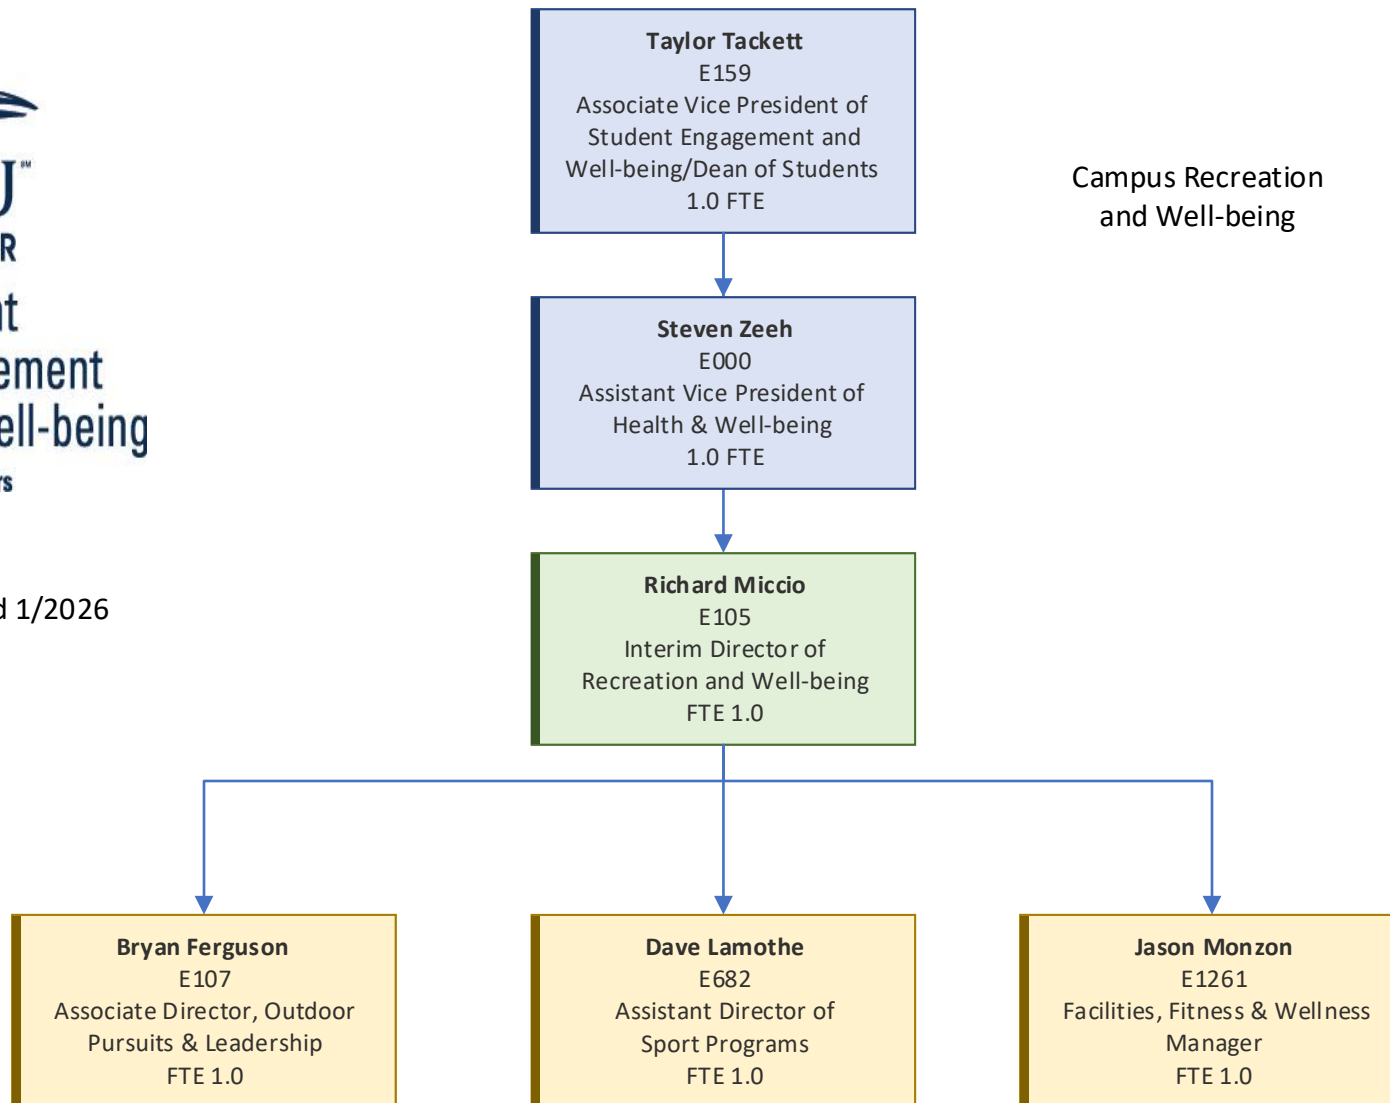 Taylor Tackett
E159
Associate Vice President of
Student Engagement and
Well-being/Dean of Students
1.0 FTE
Campus Recreation
and Well-being
Steven Zeeh
E000
Assistant Vice President of
Health & Well-being
1.0 FTE
ell-being
1/2026
Richard Miccio
E105
Interim Director of
Recreation and Well-being
FTE 1.0
Bryan Ferguson
E107
Associate Director, Outdoor
Pursuits & Leadership
FTE 1.0
Dave Lamothe
E682
Assistant Director of
Sport Programs
FTE 1.0
Jason Monzon
E1261
Facilities, Fitness & Wellness
Manager
FTE 1.0